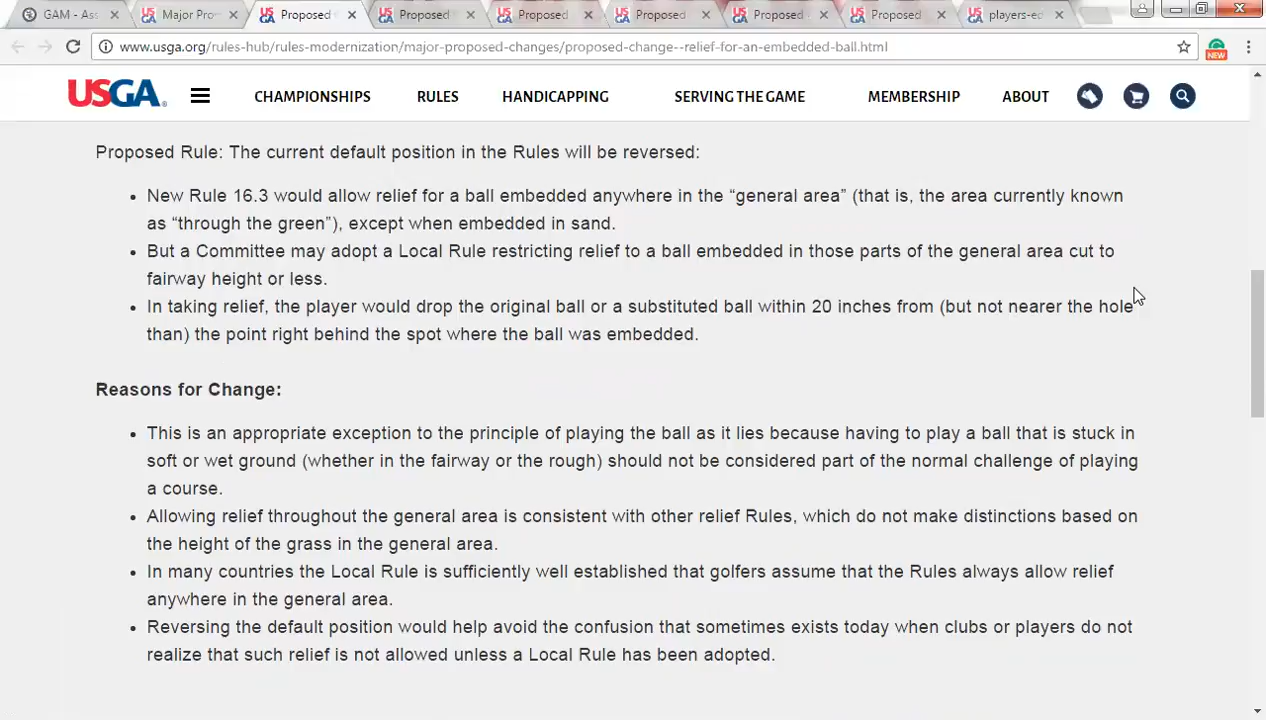 GAM - Ass
Major Pro
Proposed
Proposed
Proposed
Proposed
Proposed
Proposed
players-ed
www.usga.org/rules-hub/rules-modernization/major-proposed-changes/proposed-change--relief-for-an-embedded-ball.html
NEW
USGA. CHAMPIONSHIPS RULES HANDICAPPING SERVING THE GAME MEMBERSHIP ABOUT
Proposed Rule: The current default position in the Rules will be reversed:
• New Rule 16.3 would allow relief for a ball embedded anywhere in the “general area” (that is, the area currently known
as “through the green”), except when embedded in sand.
• But a Committee may adopt a Local Rule restricting relief to a ball embedded in those parts of the general area cut to
fairway height or less.
• In taking relief, the player would drop the original ball or a substituted ball within 20 inches from (but not nearer the hole
than) the point right behind the spot where the ball was embedded.
Reasons for Change:
• This is an appropriate exception to the principle of playing the ball as it lies because having to play a ball that is stuck in
soft or wet ground (whether in the fairway or the rough) should not be considered part of the normal challenge of playing
a course.
• Allowing relief throughout the general area is consistent with other relief Rules, which do not make distinctions based on
the height of the grass in the general area.
• In many countries the Local Rule is sufficiently well established that golfers assume that the Rules always allow relief
anywhere in the general area.
• Reversing the default position would help avoid the confusion that sometimes exists today when clubs or players do not
realize that such relief is not allowed unless a Local Rule has been adopted.